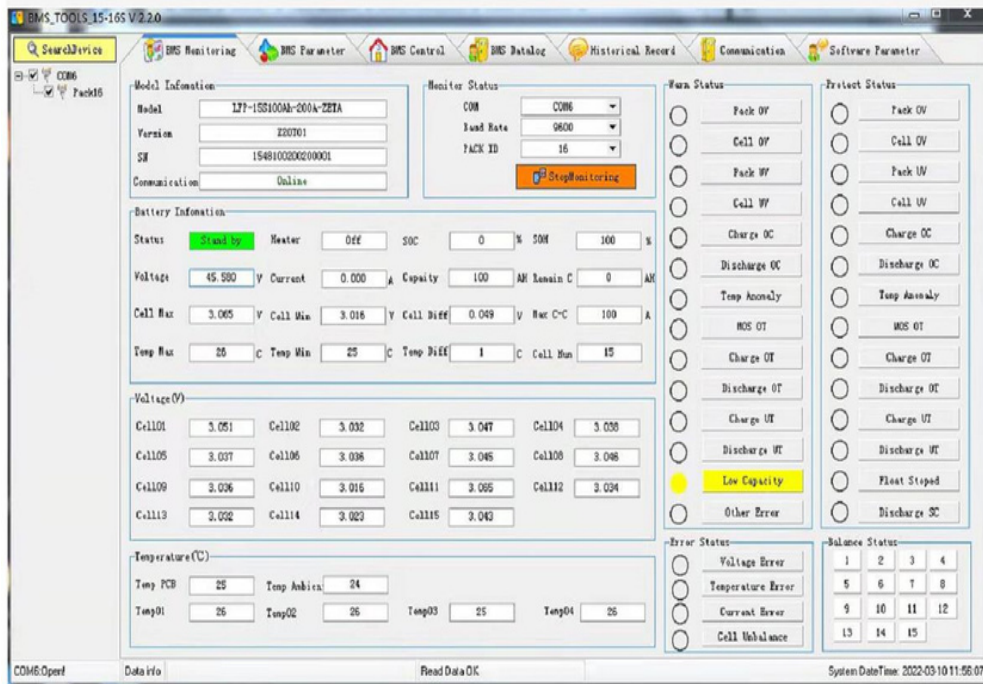 BMS_TOOLS_15-16S V 2.2.0
SearchDevice
BMS Monitoring
BMS Parameter
BMS Control
BMS Datalog
Historical Record
Communication
Software Parameter
COM6
Pack16
Model Infomation
Model LFP-15S100Ah-200A-ZETA
Version Z20T01
SN 1548100200200001
Communication Online
Moniter Status
COM COM6
Baud Rate 9600
PACK ID 16
StopMonitoring
Battery Infomation
Status Stand by Heater Off SOC 0 % SOH 100 %
Voltage 45.580 V Current 0.000 A Capaity 100 AH Remain C 0 AH
Cell Max 3.065 V Cell Min 3.016 V Cell Diff 0.049 V Max C-C 100 A
Temp Max 26 C Temp Min 25 C Temp Diff 1 C Cell Num 15
Voltage(V)
Cell01 3.051 Cell02 3.032 Cell03 3.047 Cell04 3.038
Cell05 3.037 Cell06 3.036 Cell07 3.045 Cell08 3.046
Cell09 3.036 Cell10 3.016 Cell11 3.065 Cell12 3.034
Cell13 3.032 Cell14 3.023 Cell15 3.043
Temperature(℃)
Temp PCB 25 Temp Ambien 24
Temp01 26 Temp02 26 Temp03 25 Temp04 26
Warn Status
Pack OV
Cell OV
Pack UV
Cell UV
Charge OC
Discharge OC
Temp Anomaly
MOS OT
Charge OT
Discharge OT
Charge UT
Discharge UT
Low Capacity
Other Error
Protect Status
Pack OV
Cell OV
Pack UV
Cell UV
Charge OC
Discharge OC
Temp Anomaly
MOS OT
Charge OT
Discharge OT
Charge UT
Discharge UT
Float Stoped
Discharge SC
Error Status
Voltage Error
Temperature Error
Current Error
Cell Unbalance
Balance Status
1 2 3 4
5 6 7 8
9 10 11 12
13 14 15
COM6:Open!
Data info
Read Data OK
System DateTime: 2022-03-10 11:56:07